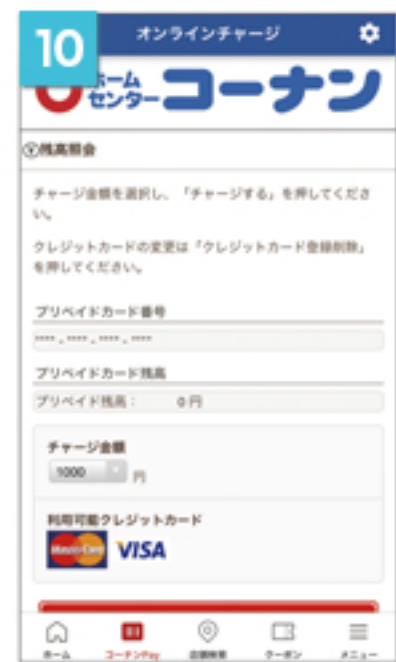 10
オンラインチャージ
ホーム
センター
コーナン
残高照会
チャージ金額を選択し、「チャージする」を押してくださ
い。
クレジットカードの変更は「クレジットカード登録削除」
を押してください。
プリペイドカード番号
**** - **** - **** - ****
プリペイドカード残高
プリペイド残高： 0 円
チャージ金額
1000 円
利用可能クレジットカード
MasterCard VISA
ホーム コーナンPay 店舗検索 クーポン メニュー